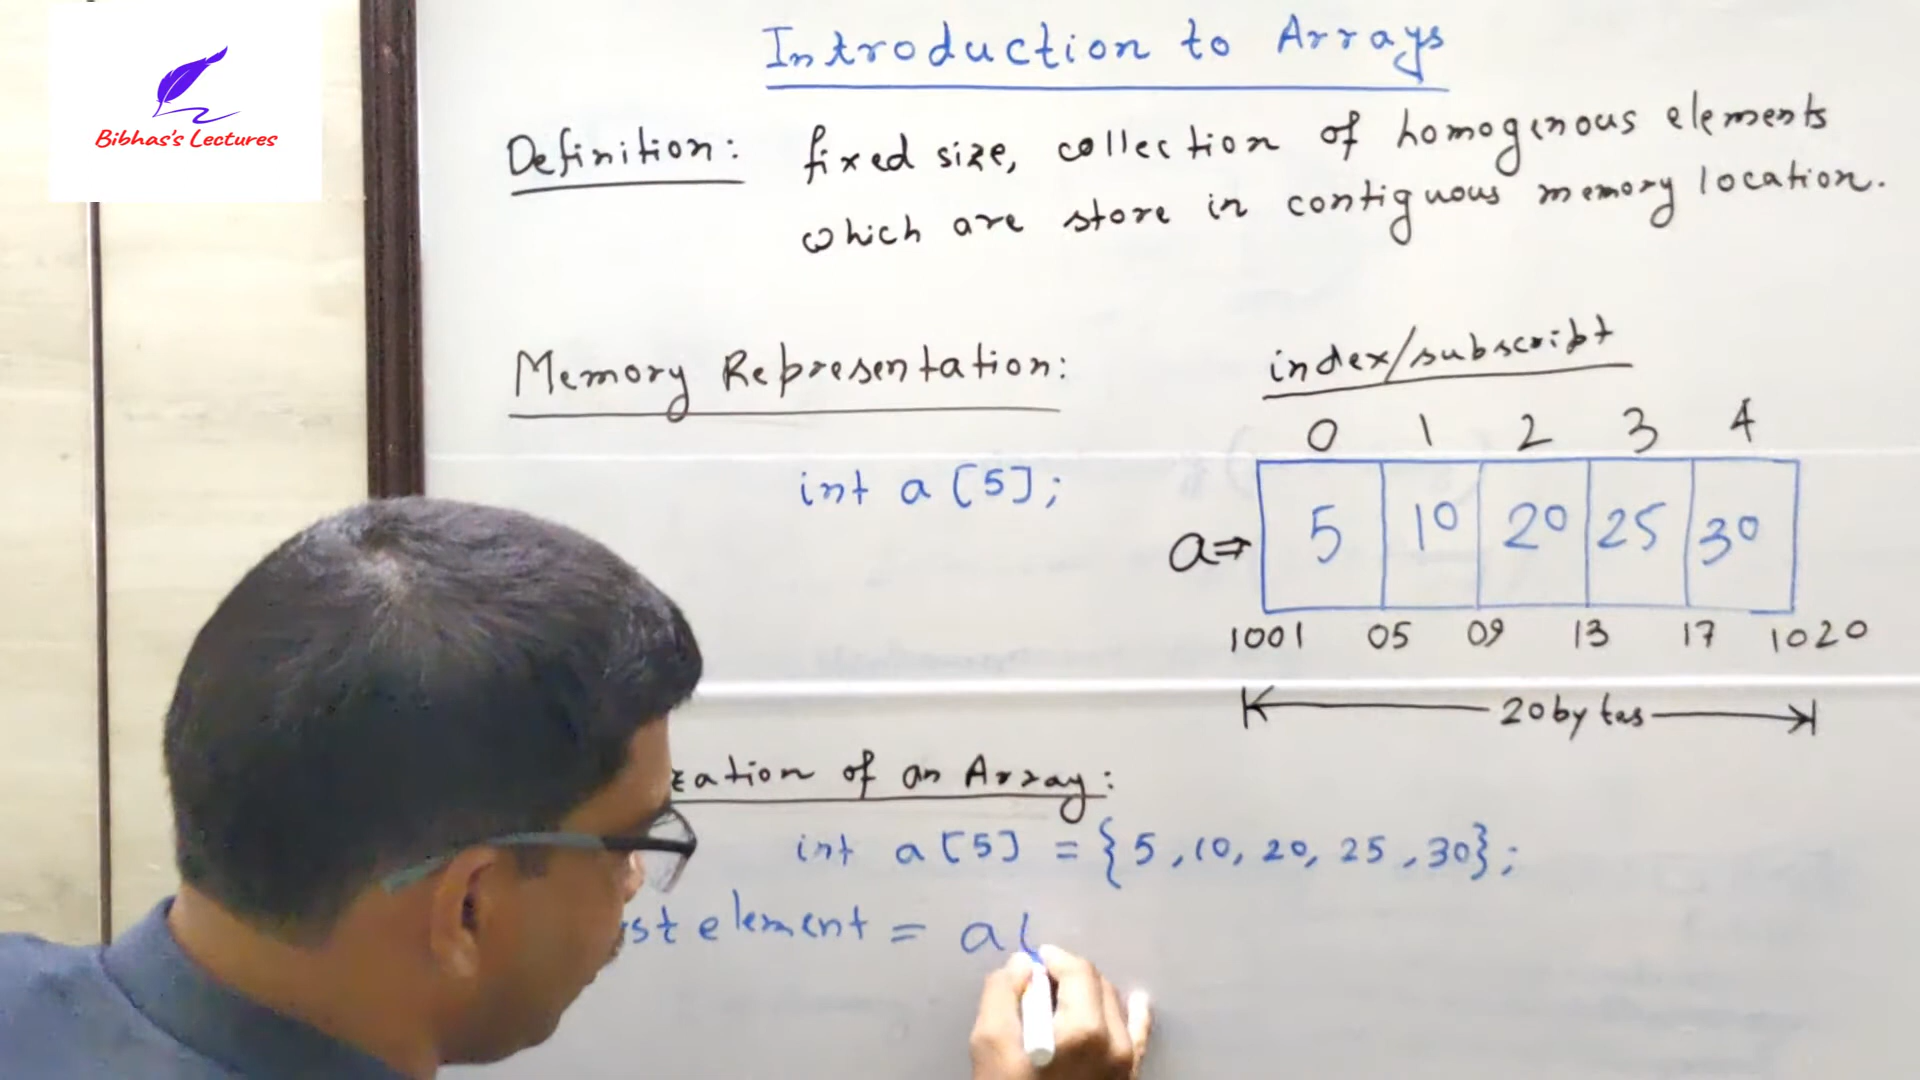 Bibhas's Lectures
Introduction to Arrays
Definition: fixed size, collection of homogenous elements
which are store in contiguous memory location.
Memory Representation:
index/subscript
0 1 2 3 4
int a[5];
a⇒ 5 10 20 25 30
1001 05 09 13 17 1020
20bytes
zation of an Array:
int a[5] = {5,10,20,25,30};
st element = a[